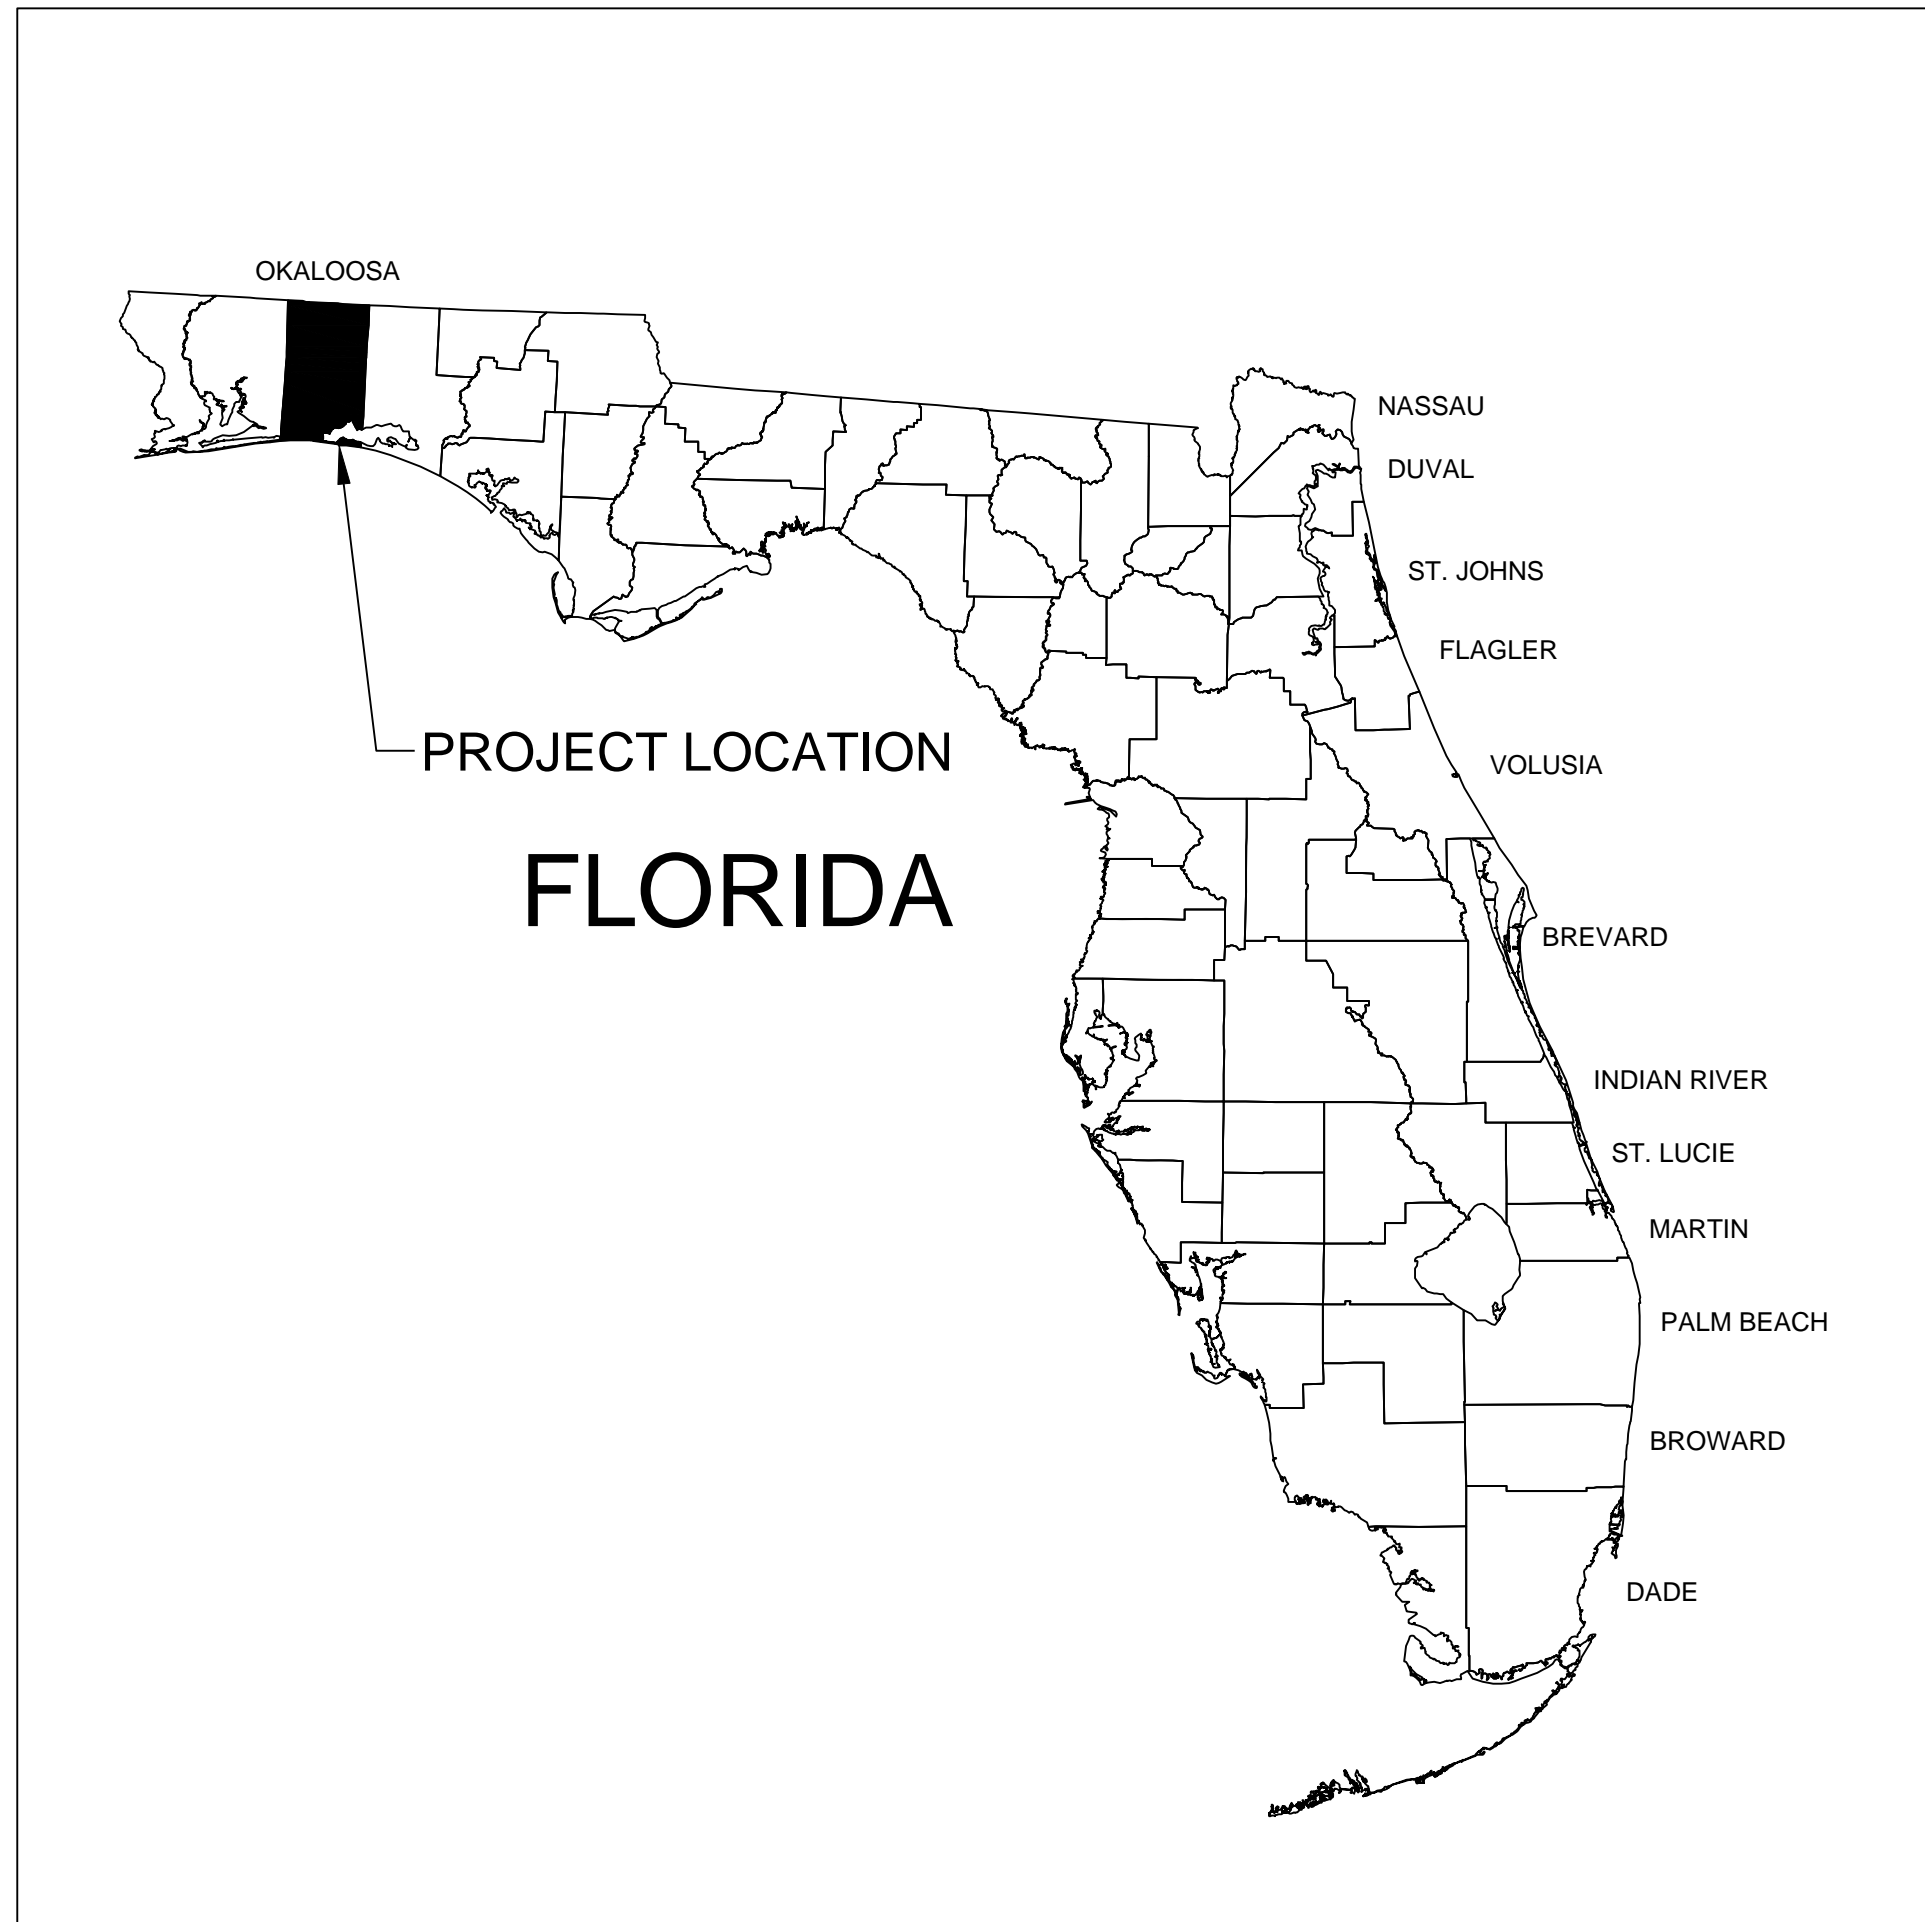 OKALOOSA
NASSAU
DUVAL
ST. JOHNS
FLAGLER
PROJECT LOCATION
VOLUSIA
FLORIDA
BREVARD
INDIAN RIVER
ST. LUCIE
MARTIN
PALM BEACH
BROWARD
DADE